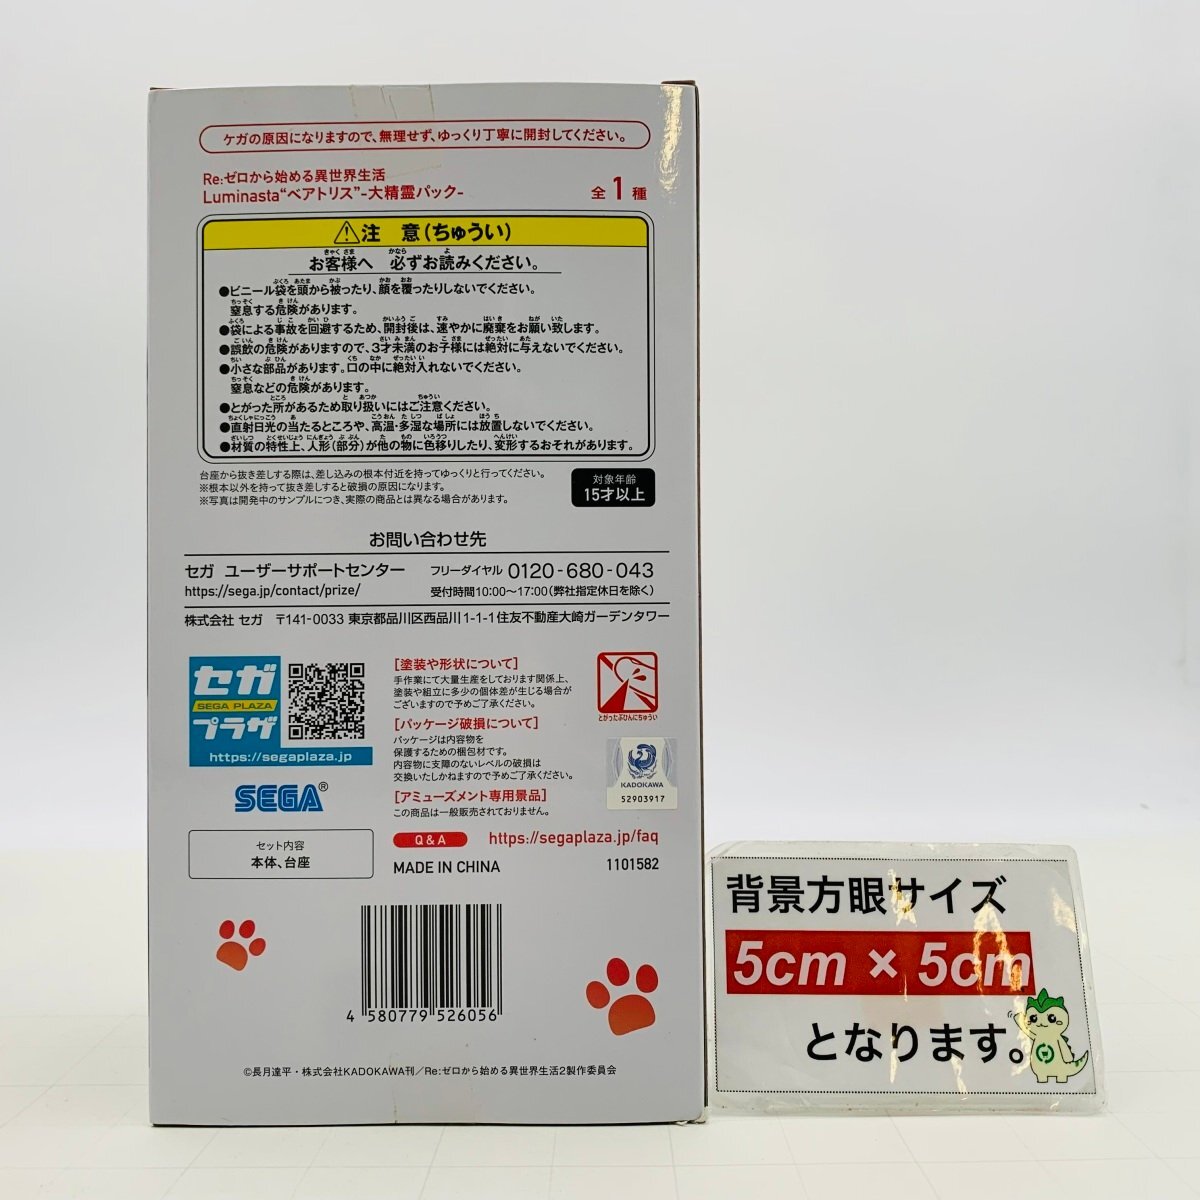 ケガの原因になりますので、無理せず、ゆっくり丁寧に開封してください。
Re:ゼロから始める異世界生活
Luminasta“ベアトリス”-大精霊パック-
全1種
注 意(ちゅうい)
お客様へ 必ずお読みください。
●ビニール袋を頭から被ったり、顔を覆ったりしないでください。
窒息する危険があります。
●袋による事故を回避するため、開封後は、速やかに廃棄をお願い致します。
●誤飲の危険がありますので、3才未満のお子様には絶対に与えないでください。
●小さな部品があります。口の中に絶対入れないでください。
窒息などの危険があります。
●とがった所があるため取り扱いにはご注意ください。
●直射日光の当たるところや、高温・多湿な場所には放置しないでください。
●材質の特性上、人形(部分)が他の物に色移りしたり、変形するおそれがあります。
台座から抜き差しする際は、差し込みの根本付近を持ってゆっくりと行ってください。
※根本以外を持って抜き差しすると破損の原因になります。
※写真は開発中のサンプルにつき、実際の商品とは異なる場合があります。
対象年齢
15才以上
お問い合わせ先
セガ ユーザーサポートセンター
フリーダイヤル 0120-680-043
https://sega.jp/contact/prize/
受付時間10:00〜17:00(弊社指定休日を除く)
株式会社 セガ 〒141-0033 東京都品川区西品川1-1-1住友不動産大崎ガーデンタワー
セガ
SEGA PLAZA
プラザ
https://segaplaza.jp
[塗装や形状について]
手作業にて大量生産をしております関係上、
塗装や組立に多少の個体差が生じる場合が
ございますので予めご了承ください。
[パッケージ破損について]
パッケージは内容物を
保護するための梱包材です。
内容物に支障のないレベルの破損は
交換いたしかねますので予めご了承ください。
[アミューズメント専用景品]
この商品は一般販売されておりません。
とがったぶひんにちゅうい
KADOKAWA
52903917
SEGA®
Q&A
https://segaplaza.jp/faq
セット内容
本体、台座
MADE IN CHINA
1101582
4 580779 526056
©長月達平・株式会社KADOKAWA刊/Re:ゼロから始める異世界生活2製作委員会
背景方眼サイズ
5cm × 5cm
となります。